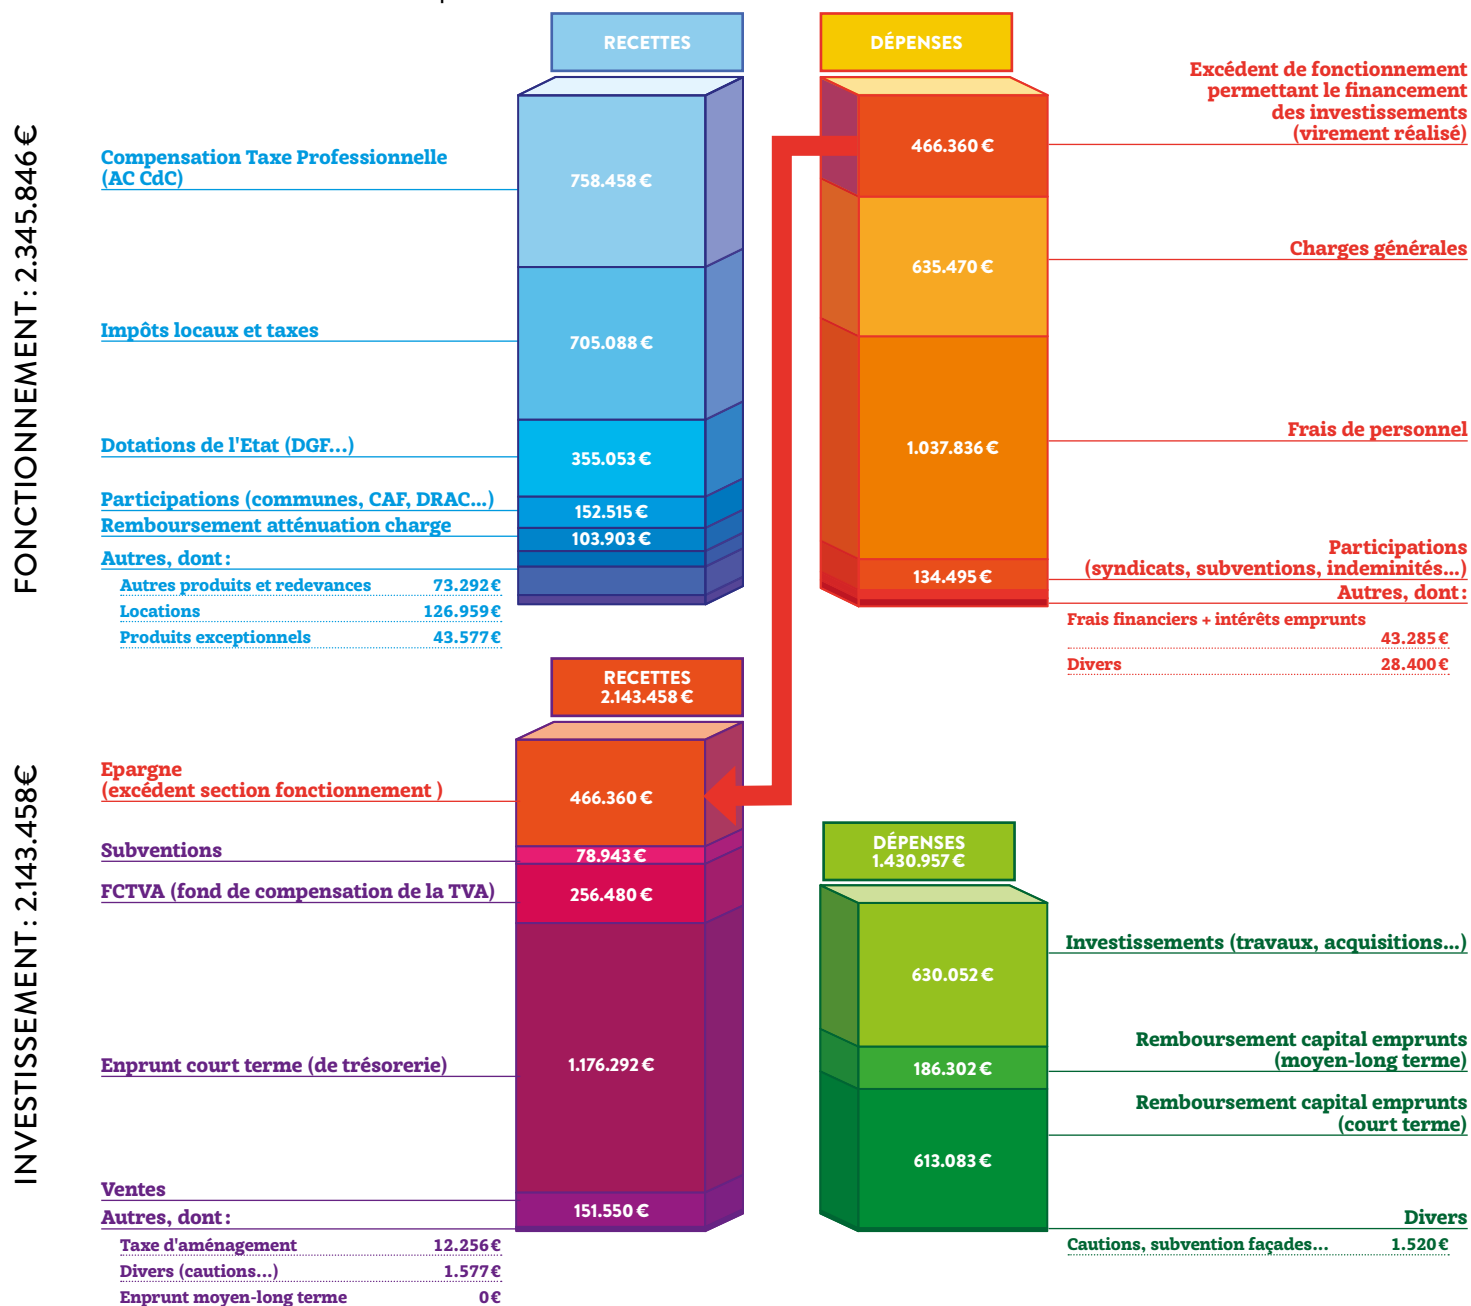 FONCTIONNEMENT : 2.345.846 €
RECETTES
Compensation Taxe Professionnelle
(AC CdC)
758.458 €
Impôts locaux et taxes
705.088 €
Dotations de l'Etat (DGF...)
355.053 €
Participations (communes, CAF, DRAC...)
152.515 €
Remboursement atténuation charge
103.903 €
Autres, dont :
Autres produits et redevances 73.292 €
Locations 126.959 €
Produits exceptionnels 43.577 €
DÉPENSES
Excédent de fonctionnement
permettant le financement
des investissements
(virement réalisé)
466.360 €
Charges générales
635.470 €
Frais de personnel
1.037.836 €
Participations
(syndicats, subventions, indeminités...)
134.495 €
Autres, dont :
Frais financiers + intérêts emprunts
43.285 €
Divers 28.400 €
INVESTISSEMENT : 2.143.458€
RECETTES
2.143.458 €
Epargne
(excédent section fonctionnement )
466.360 €
Subventions
78.943 €
FCTVA (fond de compensation de la TVA)
256.480 €
Enprunt court terme (de trésorerie)
1.176.292 €
Ventes
151.550 €
Autres, dont :
Taxe d'aménagement 12.256 €
Divers (cautions...) 1.577 €
Enprunt moyen-long terme 0 €
DÉPENSES
1.430.957 €
Investissements (travaux, acquisitions...)
630.052 €
Remboursement capital emprunts
(moyen-long terme)
186.302 €
Remboursement capital emprunts
(court terme)
613.083 €
Divers
Cautions, subvention façades... 1.520 €